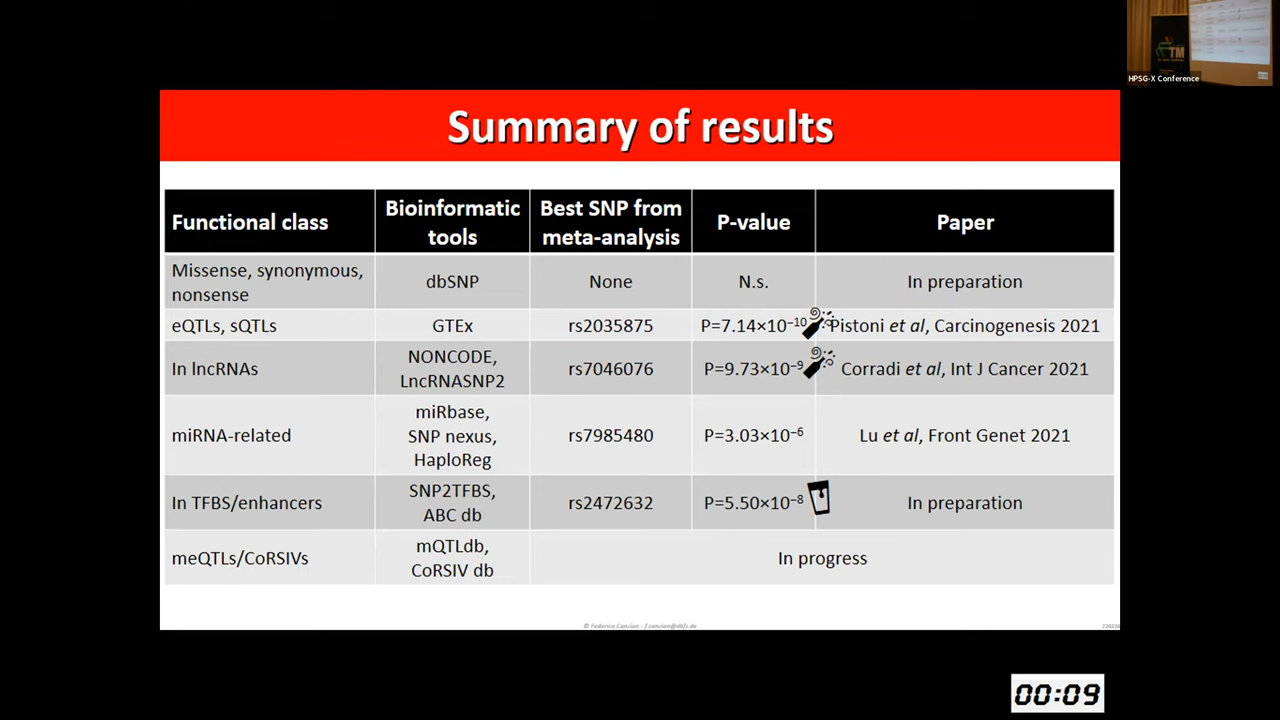 HPSG-X Conference
Summary of results
Functional class
Bioinformatic
tools
Best SNP from
meta-analysis
P-value
Paper
Missense, synonymous,
nonsense
dbSNP
None
N.s.
In preparation
eQTLs, sQTLs
GTEx
rs2035875
P=7.14×10⁻¹⁰
Pistoni et al, Carcinogenesis 2021
In lncRNAs
NONCODE,
LncRNASNP2
rs7046076
P=9.73×10⁻⁹
Corradi et al, Int J Cancer 2021
miRNA-related
miRbase,
SNP nexus,
HaploReg
rs7985480
P=3.03×10⁻⁶
Lu et al, Front Genet 2021
In TFBS/enhancers
SNP2TFBS,
ABC db
rs2472632
P=5.50×10⁻⁸
In preparation
meQTLs/CoRSIVs
mQTLdb,
CoRSIV db
In progress
00:09